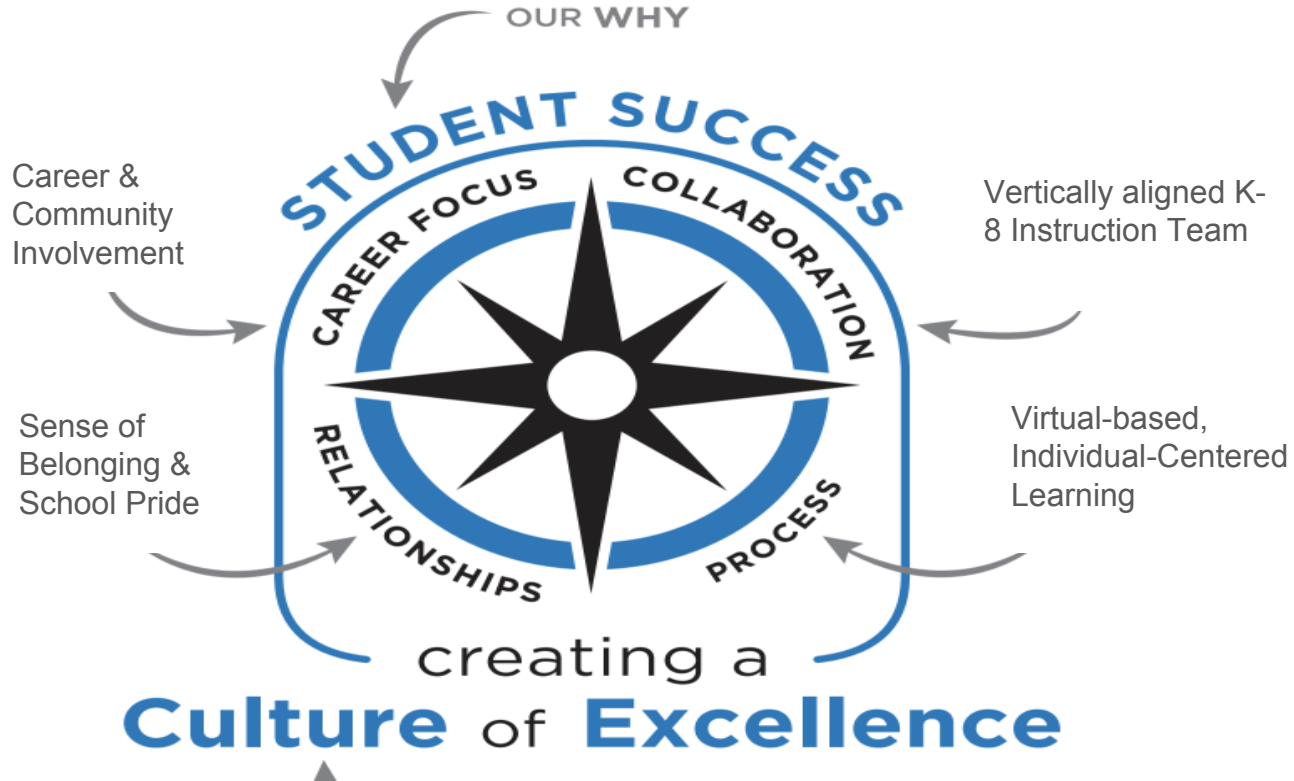 OUR WHY
STUDENT SUCCESS
Career &
Community
Involvement
CAREER FOCUS
COLLABORATION
Vertically aligned K-
8 Instruction Team
Sense of
Belonging &
School Pride
RELATIONSHIPS
PROCESS
Virtual-based,
Individual-Centered
Learning
creating a
Culture of Excellence